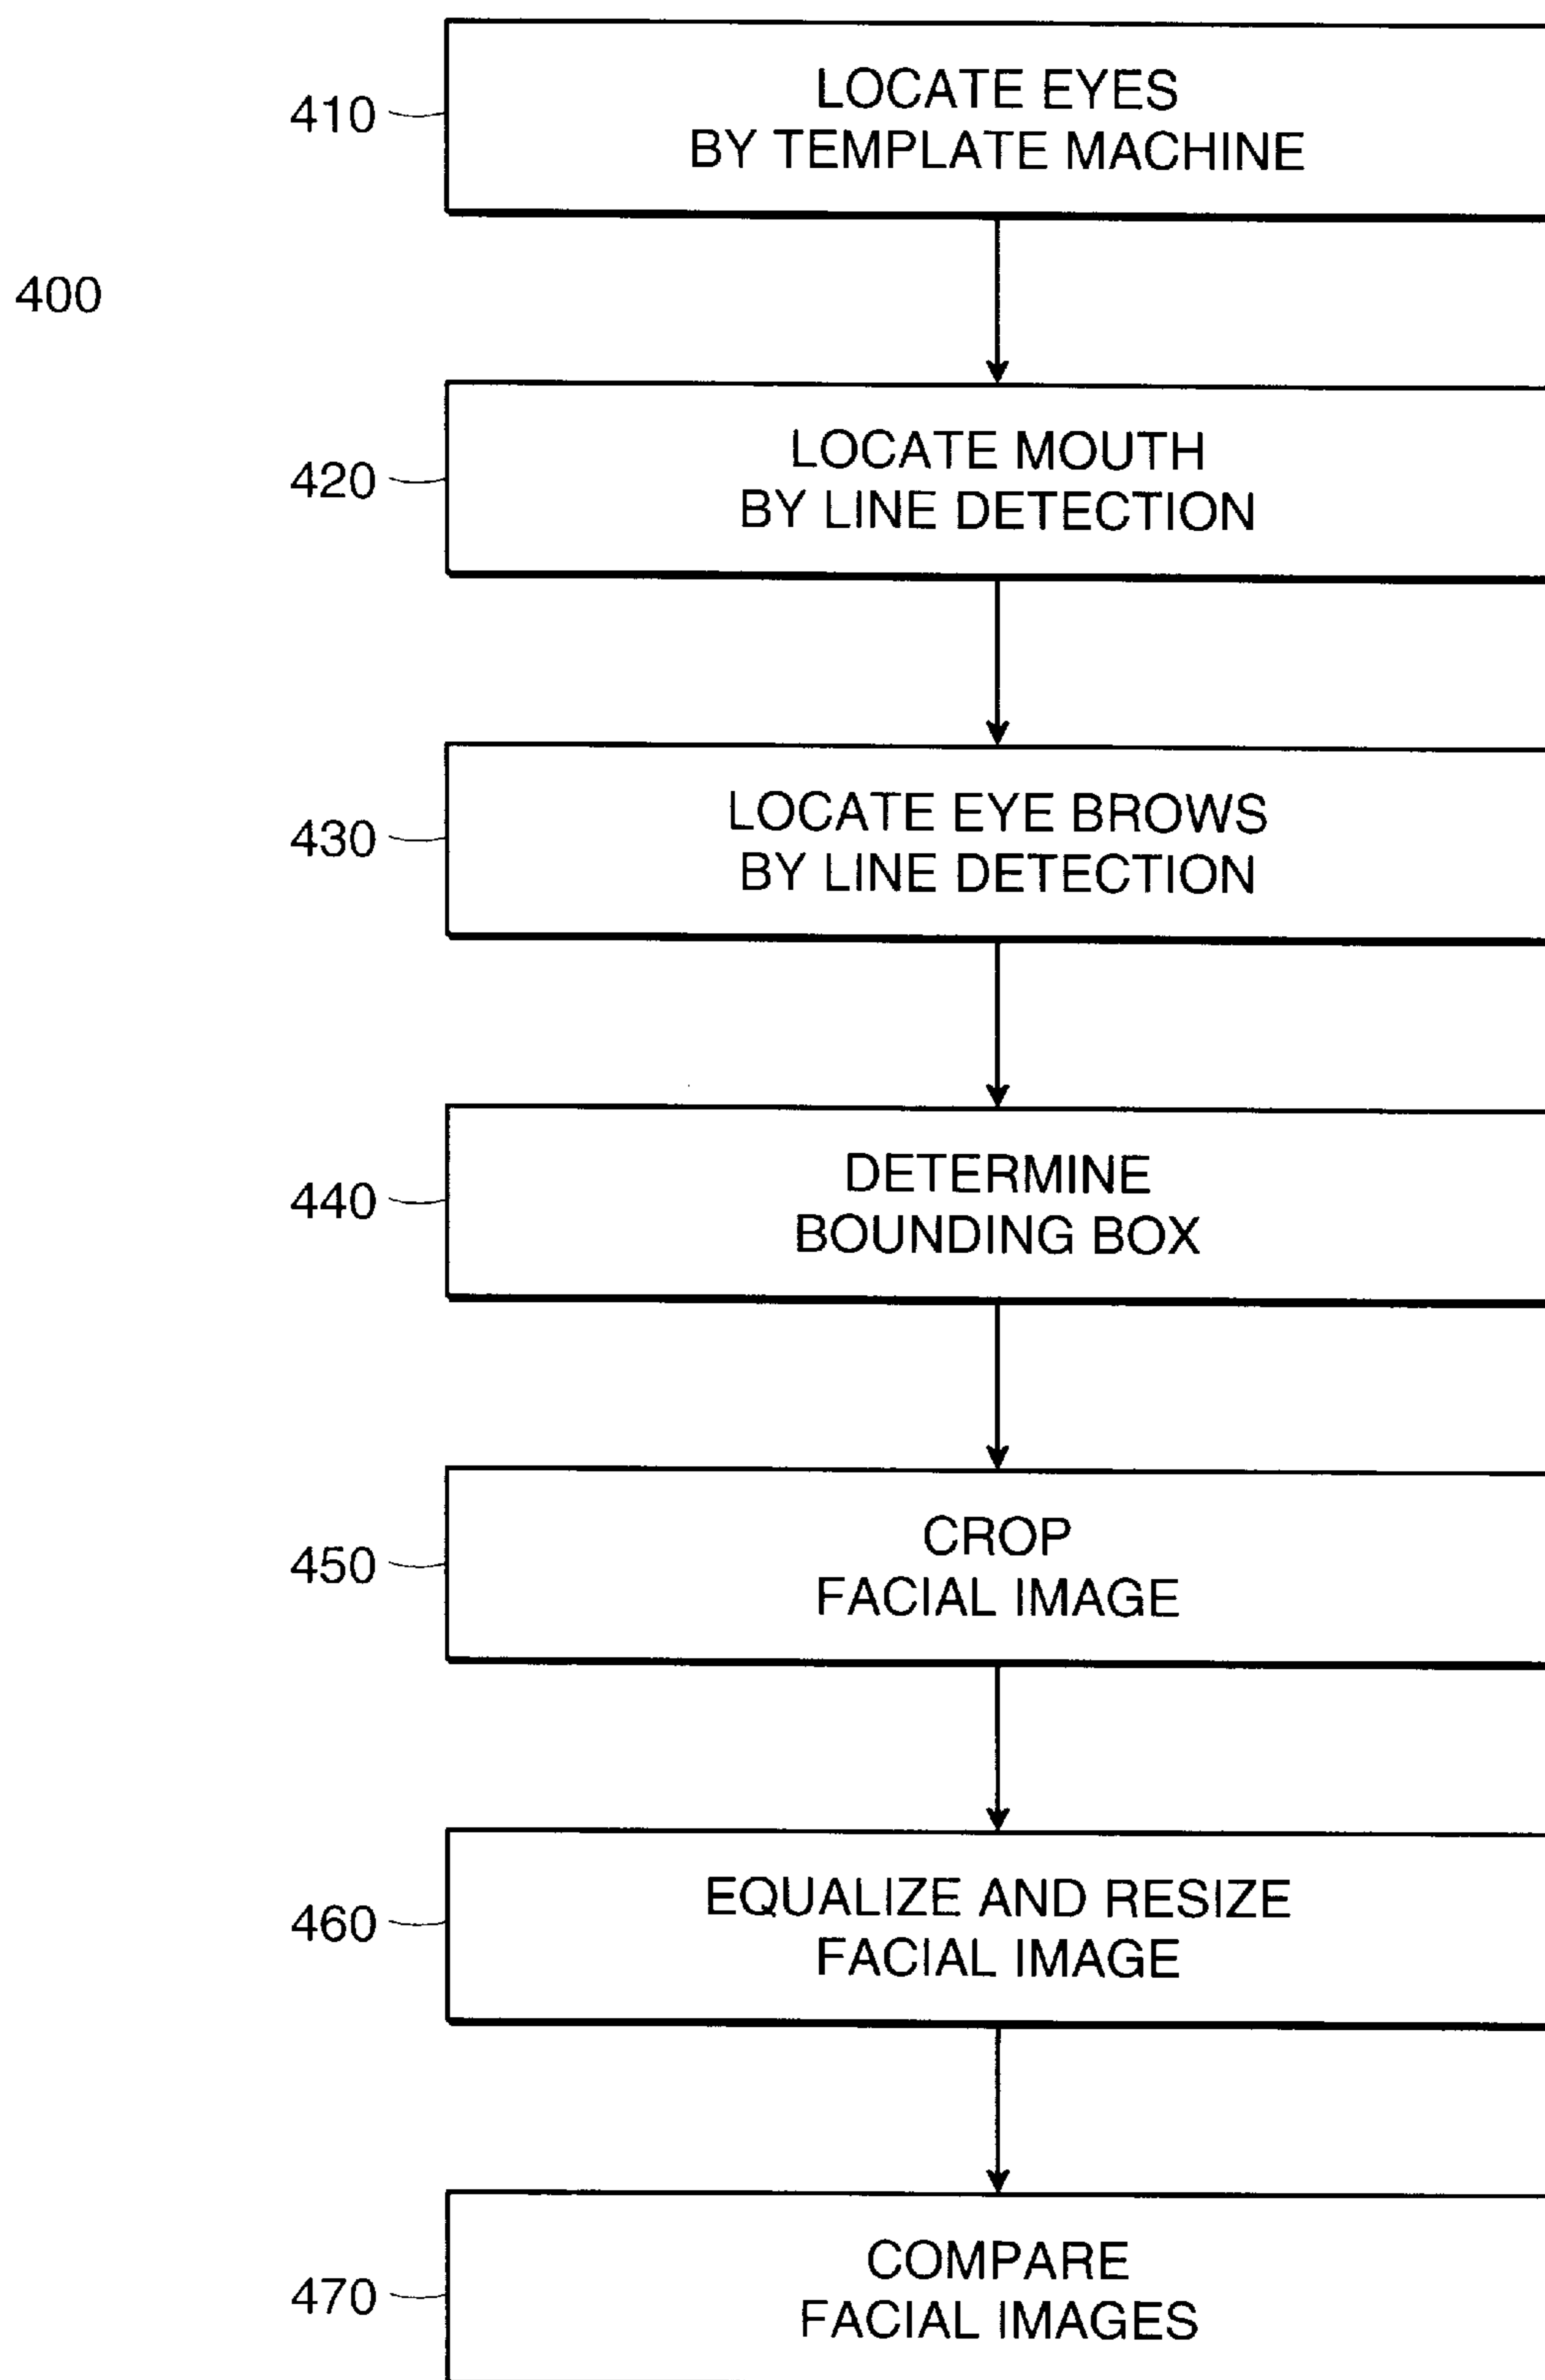 LOCATE EYES
BY TEMPLATE MACHINE
410
400
LOCATE MOUTH
BY LINE DETECTION
420
LOCATE EYE BROWS
BY LINE DETECTION
430
DETERMINE
BOUNDING BOX
440
CROP
FACIAL IMAGE
450
EQUALIZE AND RESIZE
FACIAL IMAGE
460
COMPARE
FACIAL IMAGES
470